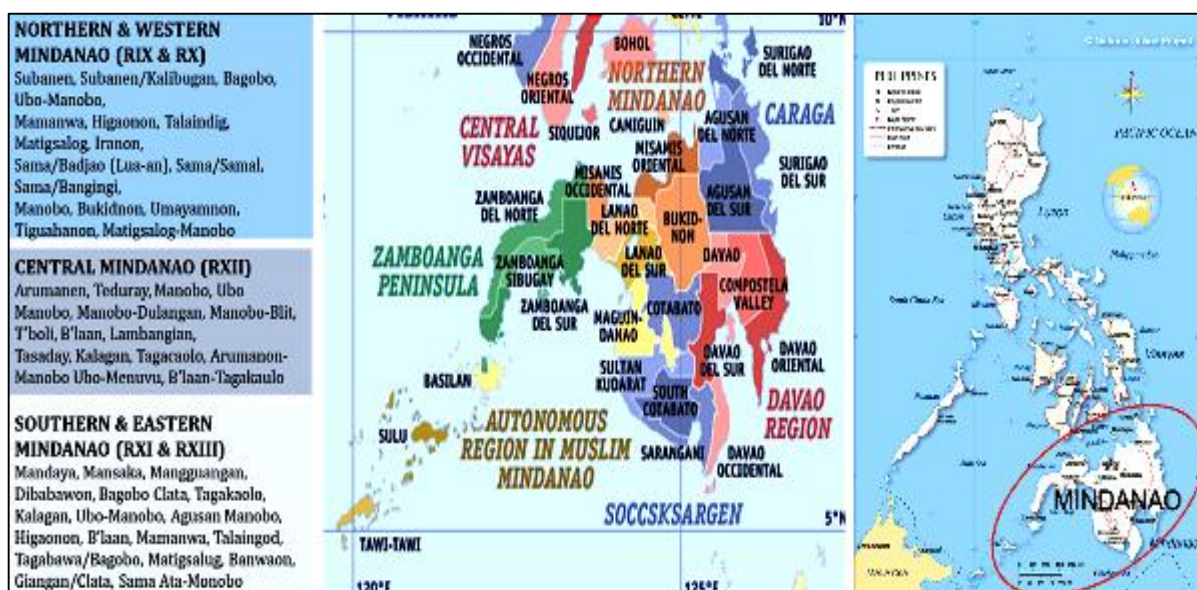 NORTHERN & WESTERN
MINDANAO (RIX & RX)
Subanen, Subanen/Kalibugan, Bagobo,
Ubo-Manobo,
Mamanwa, Higaonon, Talaindig,
Matigsalog, Iranon,
Sama/Badjao (Lua-an), Sama/Samal,
Sama/Bangingi
Manobo, Bukidnon, Umayamnon,
Tiguahanon, Matigsalog-Manobo
CENTRAL MINDANAO (RXII)
Arumanen, Teduray, Manobo, Ubo
Manobo, Manobo-Dulangan, Manobo-Blit,
T'boli, B'laan, Lambangian,
Tasaday, Kalagan, Tagacaolo, Arumanon-
Manobo Ubo-Menuvu, B'laan-Tagakaulo
SOUTHERN & EASTERN
MINDANAO (RXI & RXIII)
Mandaya, Mansaka, Mangguangan,
Dibabawon, Bagobo Clata, Tagakaolo,
Kalagan, Ubo-Manobo, Agusan Manobo,
Higaonon, B'laan, Mamanwa, Talaingod,
Tagabawa/Bagobo, Matigsalug, Banwaon,
Giangan/Clata, Sama Ata-Monobo
10°N
NEGROS
OCCIDENTAL
BOHOL
SURIGAO
DEL NORTE
NEGROS
ORIENTAL
NORTHERN
MINDANAO
CENTRAL
VISAYAS
SIQUIJOR
CAMIGUIN
AGUSAN
DEL NORTE
CARAGA
MISAMIS
ORIENTAL
MISAMIS
OCCIDENTAL
ZAMBOANGA
DEL NORTE
LANAO
DEL NORTE
BUKID-
NON
AGUSAN
DEL SUR
SURIGAO
DEL SUR
ZAMBOANGA
PENINSULA
ZAMBOANGA
SIBUGAY
LANAO
DEL SUR
DAVAO
COMPOSTELA
VALLEY
ZAMBOANGA
DEL SUR
MAGUIN-
DANAO
COTABATO
DAVAO
ORIENTAL
BASILAN
SULTAN
KUDARAT
DAVAO
DEL SUR
SOUTH
COTABATO
DAVAO
REGION
SULU
AUTONOMOUS
REGION IN MUSLIM
MINDANAO
SARANGANI
DAVAO
OCCIDENTAL
SOCCSKSARGEN
5°N
TAWI-TAWI
120°E
125°E
PHILIPPINES
PACIFIC OCEAN
Luzon
Visayas
MINDANAO
Mindanao
MALAYSIA